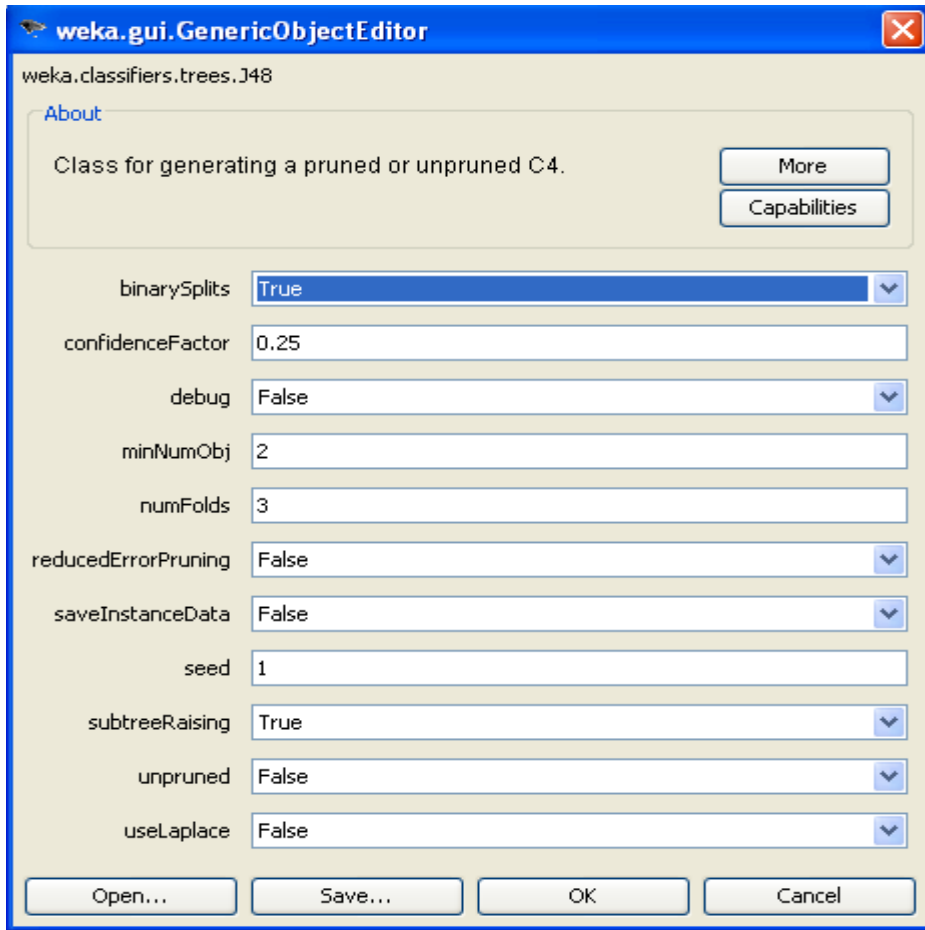 weka.gui.GenericObjectEditor
weka.classifiers.trees.J48
About
Class for generating a pruned or unpruned C4.
More
Capabilities
binarySplits True
confidenceFactor 0.25
debug False
minNumObj 2
numFolds 3
reducedErrorPruning False
saveInstanceData False
seed 1
subtreeRaising True
unpruned False
useLaplace False
Open... Save... OK Cancel